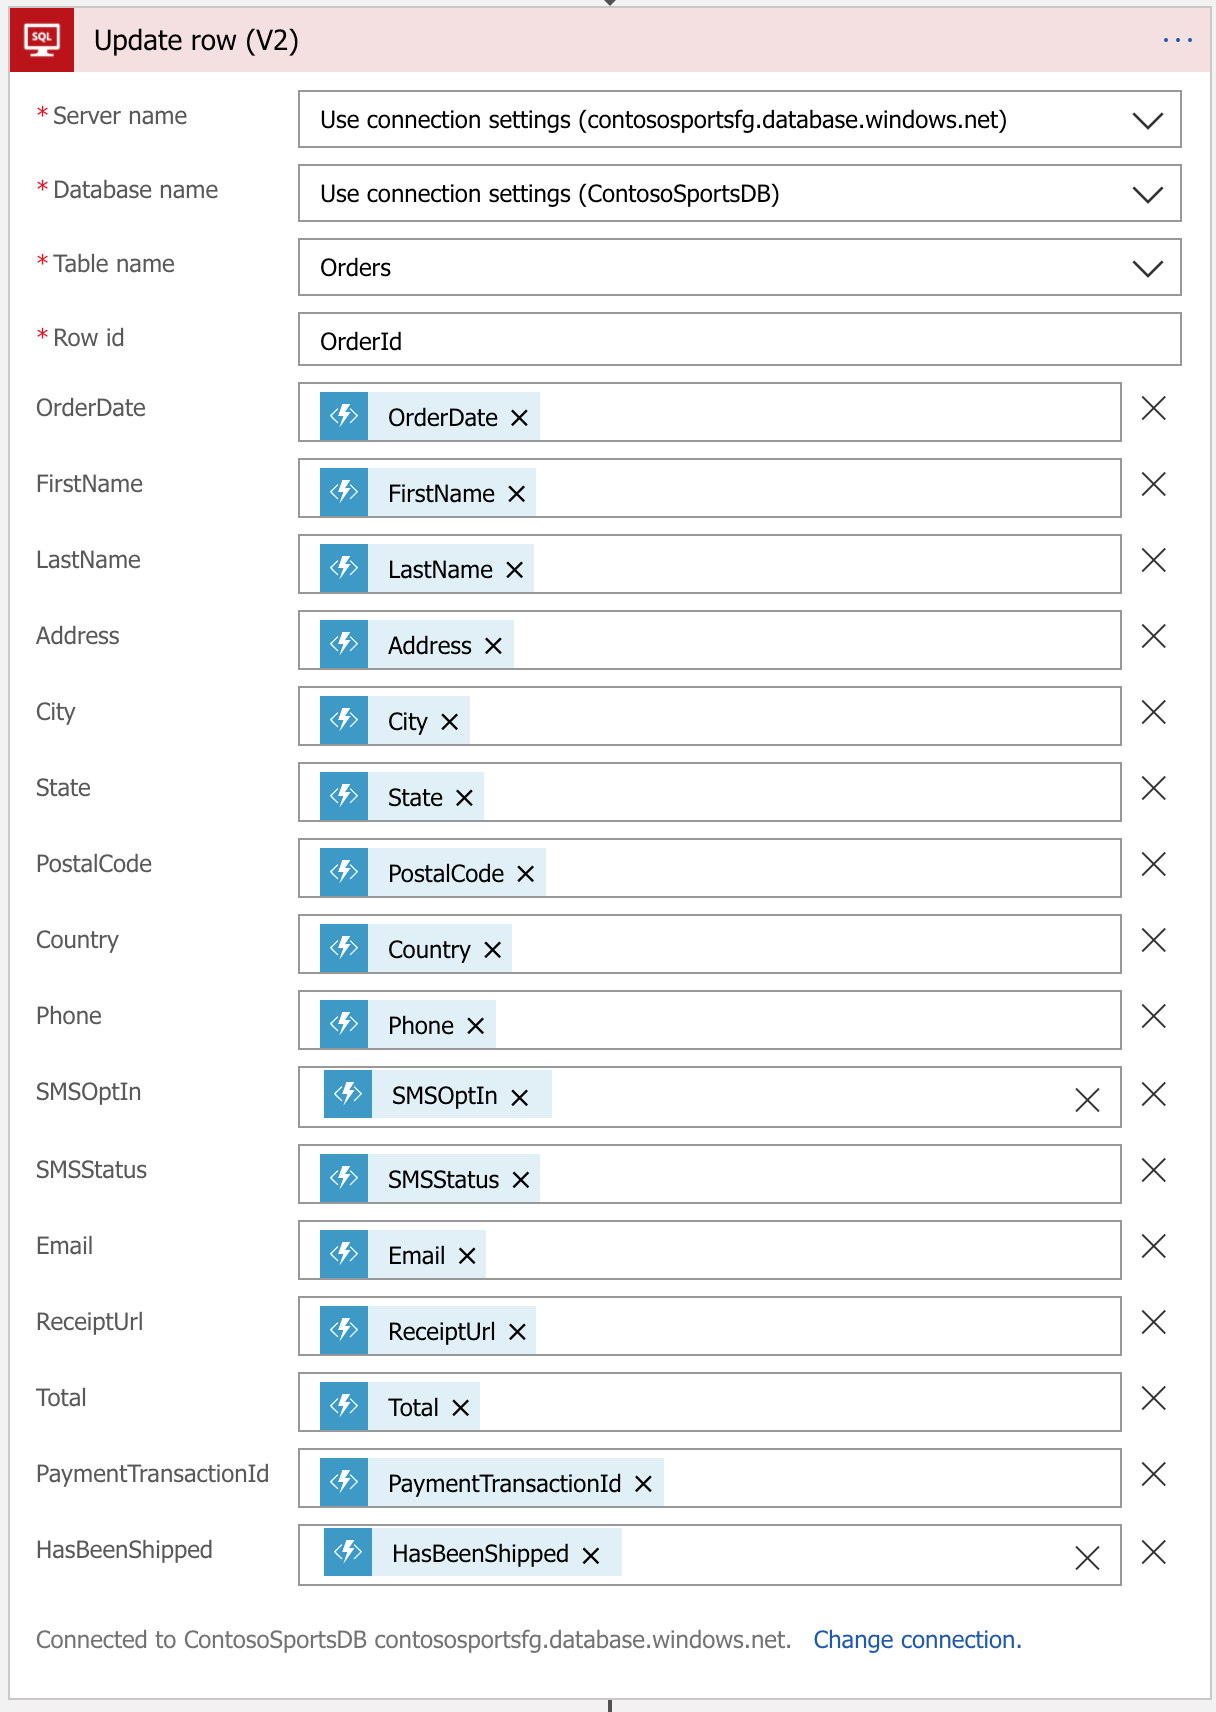 SQL
Update row (V2)
* Server name
Use connection settings (contososportsfg.database.windows.net)
* Database name
Use connection settings (ContosoSportsDB)
* Table name
Orders
* Row id
OrderId
OrderDate
OrderDate
FirstName
FirstName
LastName
LastName
Address
Address
City
City
State
State
PostalCode
PostalCode
Country
Country
Phone
Phone
SMSOptIn
SMSOptIn
SMSStatus
SMSStatus
Email
Email
ReceiptUrl
ReceiptUrl
Total
Total
PaymentTransactionId
PaymentTransactionId
HasBeenShipped
HasBeenShipped
Connected to ContosoSportsDB contososportsfg.database.windows.net. Change connection.